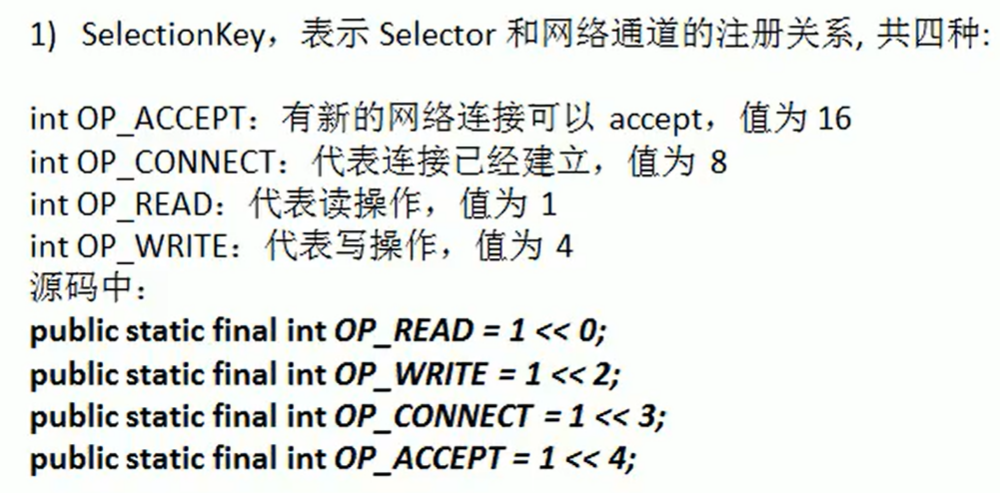 1) SelectionKey，表示 Selector 和网络通道的注册关系, 共四种:
int OP_ACCEPT：有新的网络连接可以 accept，值为 16
int OP_CONNECT：代表连接已经建立，值为 8
int OP_READ：代表读操作，值为 1
int OP_WRITE：代表写操作，值为 4
源码中：
public static final int OP_READ = 1 << 0;
public static final int OP_WRITE = 1 << 2;
public static final int OP_CONNECT = 1 << 3;
public static final int OP_ACCEPT = 1 << 4;